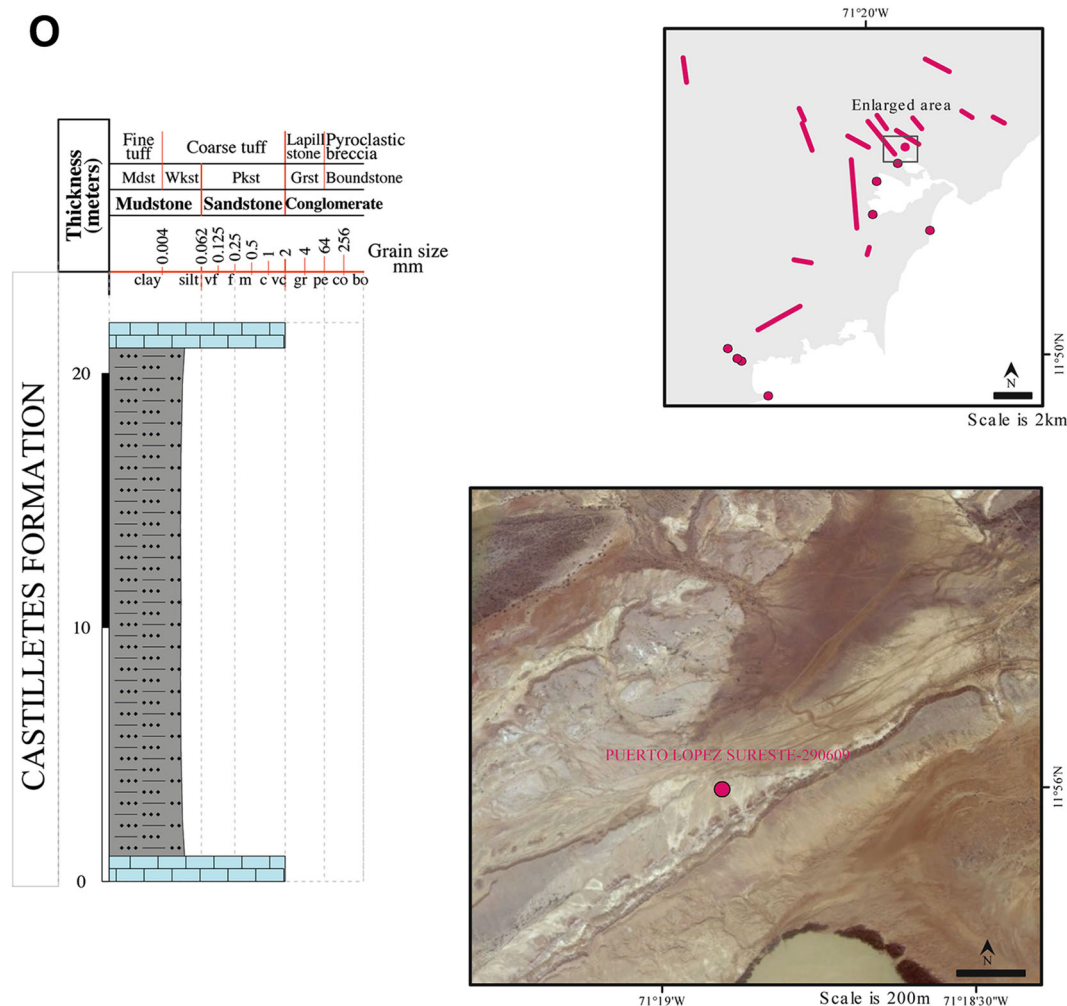 O
Thickness
(meters)
Fine
tuff
Coarse tuff
Lapill
stone
Pyroclastic
breccia
Mdst
Wkst
Pkst
Grst
Boundstone
Mudstone
Sandstone
Conglomerate
0.004
0.062
0.125
0.25
0.5
1
2
4
64
256
Grain size
mm
clay
silt
vf
f
m
c
vc
gr
pe
co
bo
CASTILLETES FORMATION
20
10
0
71°20'W
Enlarged area
11°50'N
N
Scale is 2km
PUERTO LOPEZ SURESTE-290609
11°56'N
N
71°19'W
Scale is 200m
71°18'30"W